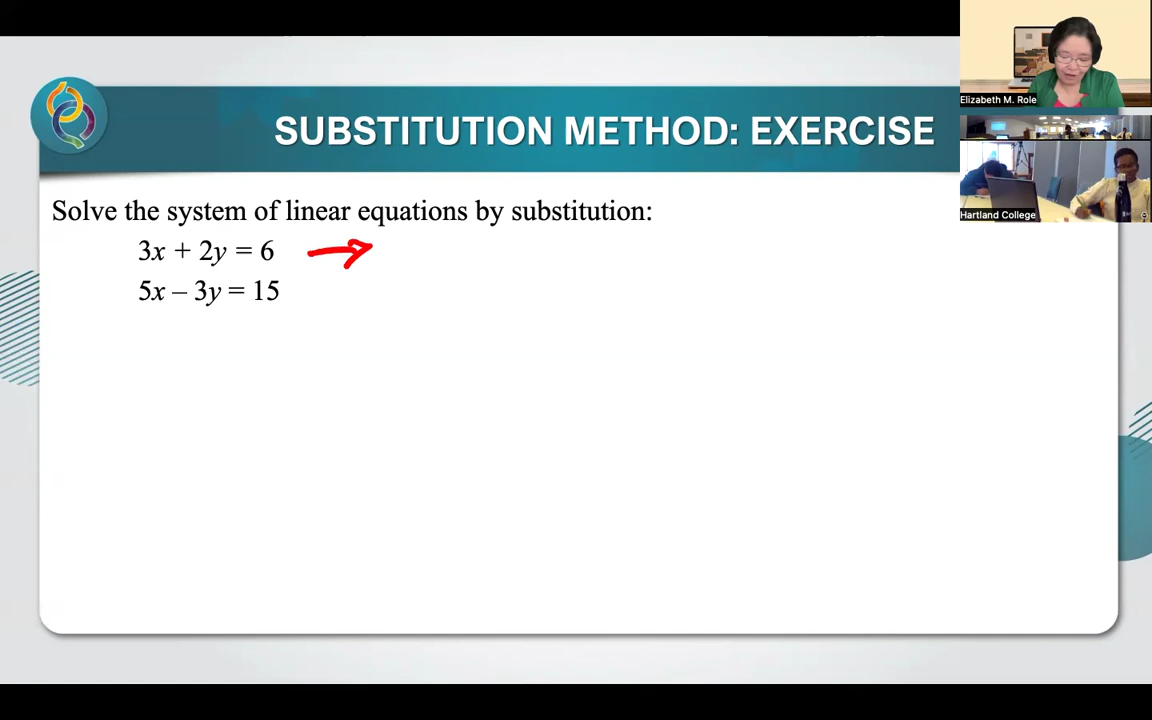 Elizabeth M. Role
SUBSTITUTION METHOD: EXERCISE
Hartland College
Solve the system of linear equations by substitution:
3x + 2y = 6
5x – 3y = 15